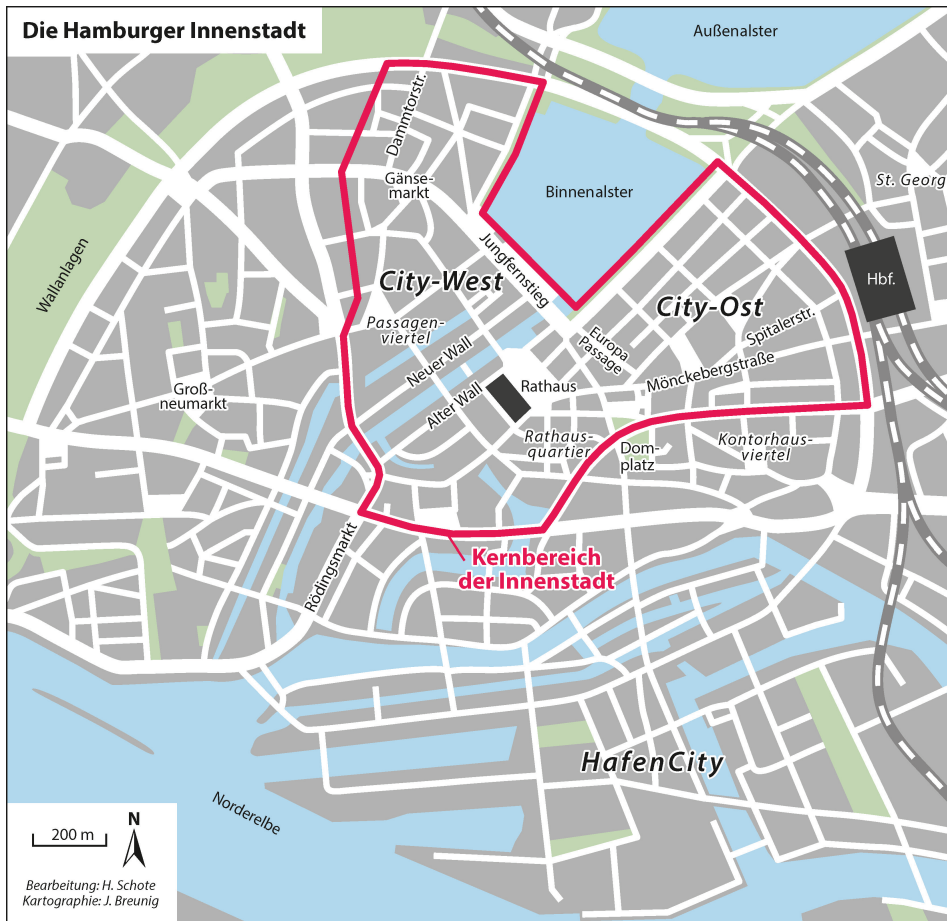 Die Hamburger Innenstadt
Außenalster
Dammtorstr.
Gänse-
markt
Binnenalster
St. Georg
Wallanlagen
Jungfernstieg
City-West
Hbf.
City-Ost
Passagen-
viertel
Neuer Wall
Europa
Passage
Spitalerstr.
Mönckebergstraße
Alter Wall
Rathaus
Groß-
neumarkt
Rathaus-
quartier
Dom-
platz
Kontorhaus-
viertel
Kernbereich
der Innenstadt
Rödingsmarkt
HafenCity
Norderelbe
200 m
N
Bearbeitung: H. Schote
Kartographie: J. Breunig